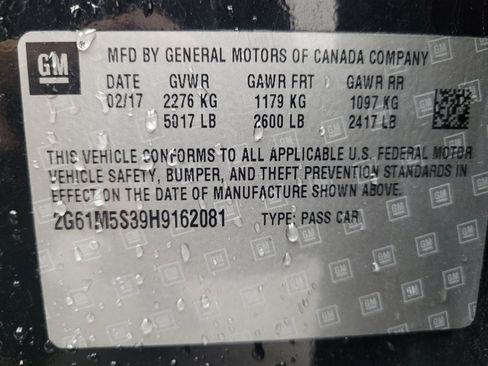 GM
MFD BY GENERAL MOTORS OF CANADA COMPANY
DATE GVWR GAWR FRT GAWR RR
02/17 2276 KG 1179 KG 1097 KG
5017 LB 2600 LB 2417 LB
THIS VEHICLE CONFORMS TO ALL APPLICABLE U.S. FEDERAL MOTOR
VEHICLE SAFETY, BUMPER, AND THEFT PREVENTION STANDARDS IN
EFFECT ON THE DATE OF MANUFACTURE SHOWN ABOVE.
2G61M5S39H9162081 TYPE: PASS CAR